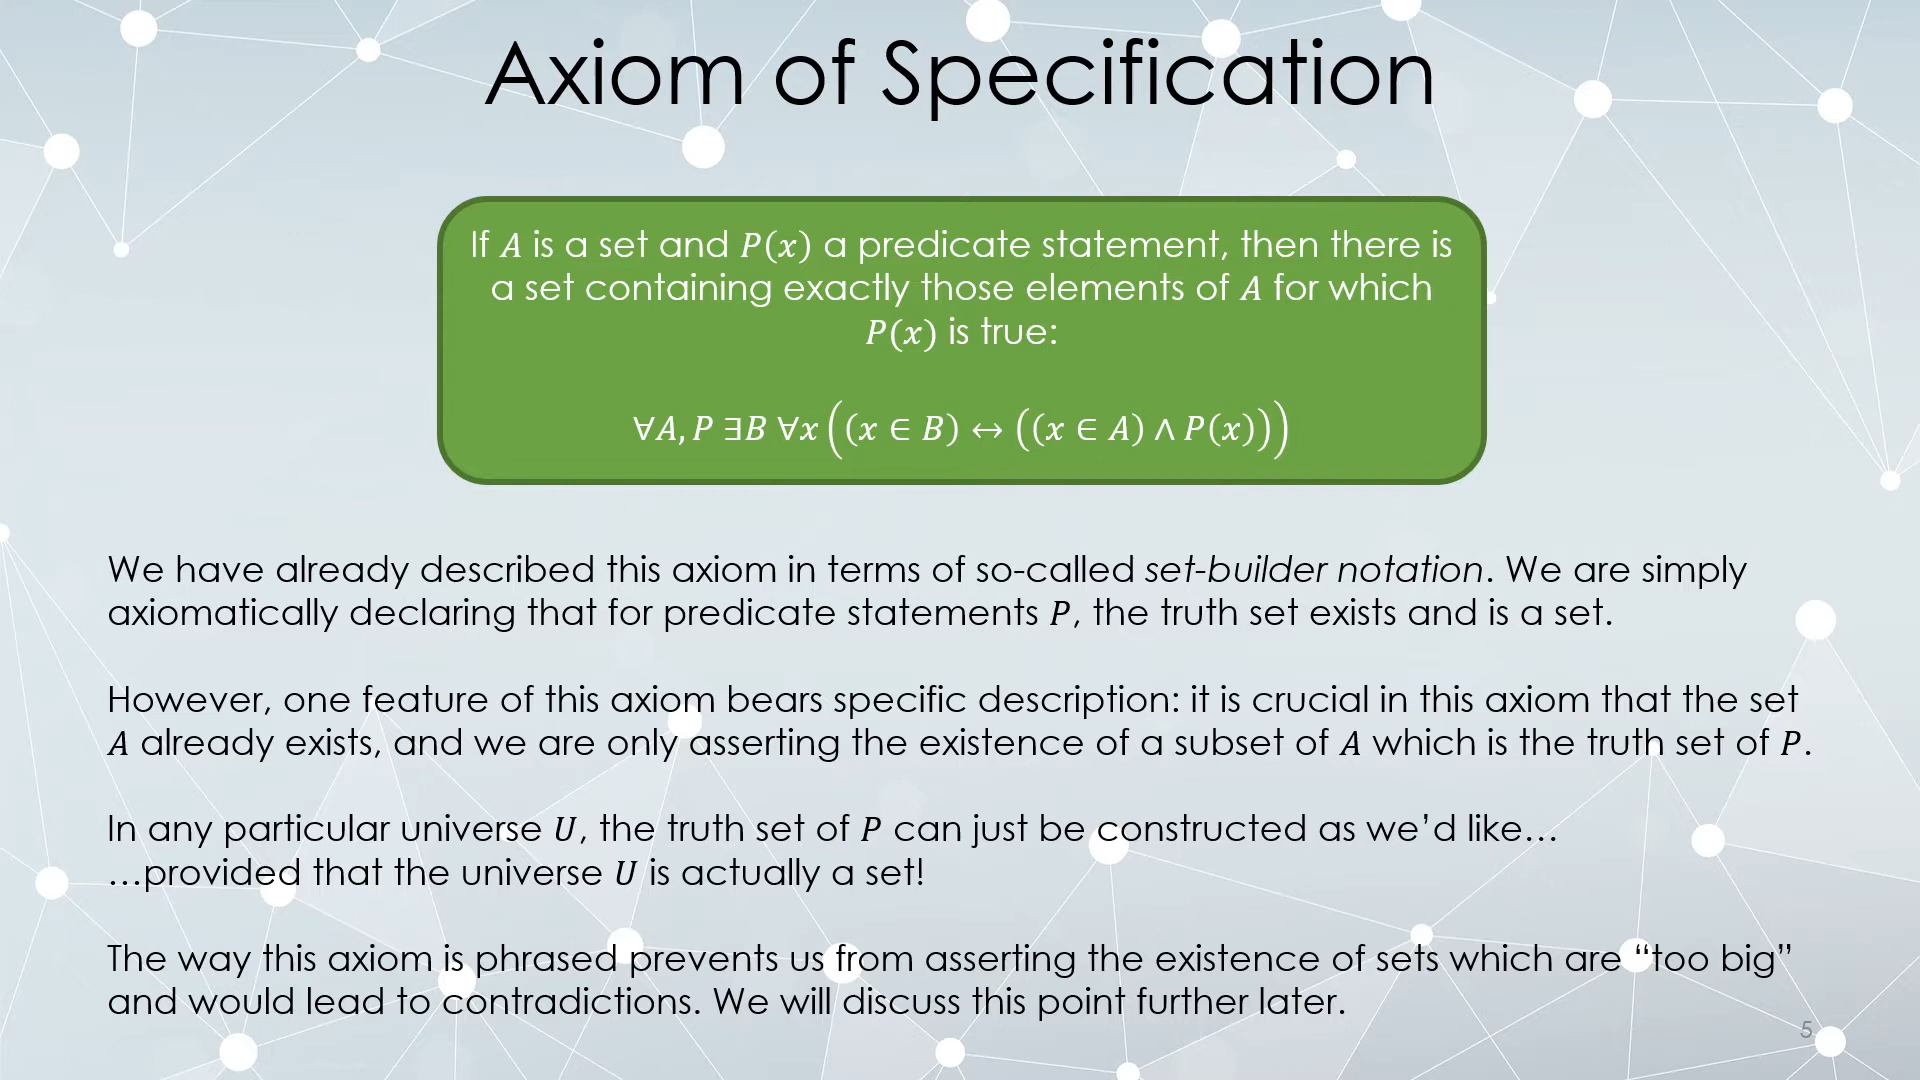 Axiom of Specification
If A is a set and P(x) a predicate statement, then there is
a set containing exactly those elements of A for which
P(x) is true:
∀A, P ∃B ∀x((x ∈ B) ↔ ((x ∈ A) ∧ P(x)))
We have already described this axiom in terms of so-called set-builder notation. We are simply
axiomatically declaring that for predicate statements P, the truth set exists and is a set.
However, one feature of this axiom bears specific description: it is crucial in this axiom that the set
A already exists, and we are only asserting the existence of a subset of A which is the truth set of P.
In any particular universe U, the truth set of P can just be constructed as we’d like…
…provided that the universe U is actually a set!
The way this axiom is phrased prevents us from asserting the existence of sets which are “too big”
and would lead to contradictions. We will discuss this point further later.
5